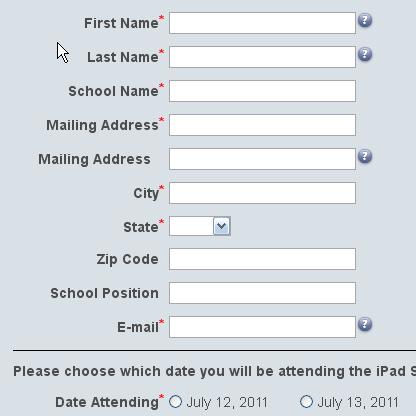 First Name* ?
Last Name* ?
School Name*
Mailing Address*
Mailing Address ?
City*
State*
Zip Code
School Position
E-mail* ?
Please choose which date you will be attending the iPad S
Date Attending* July 12, 2011 July 13, 2011